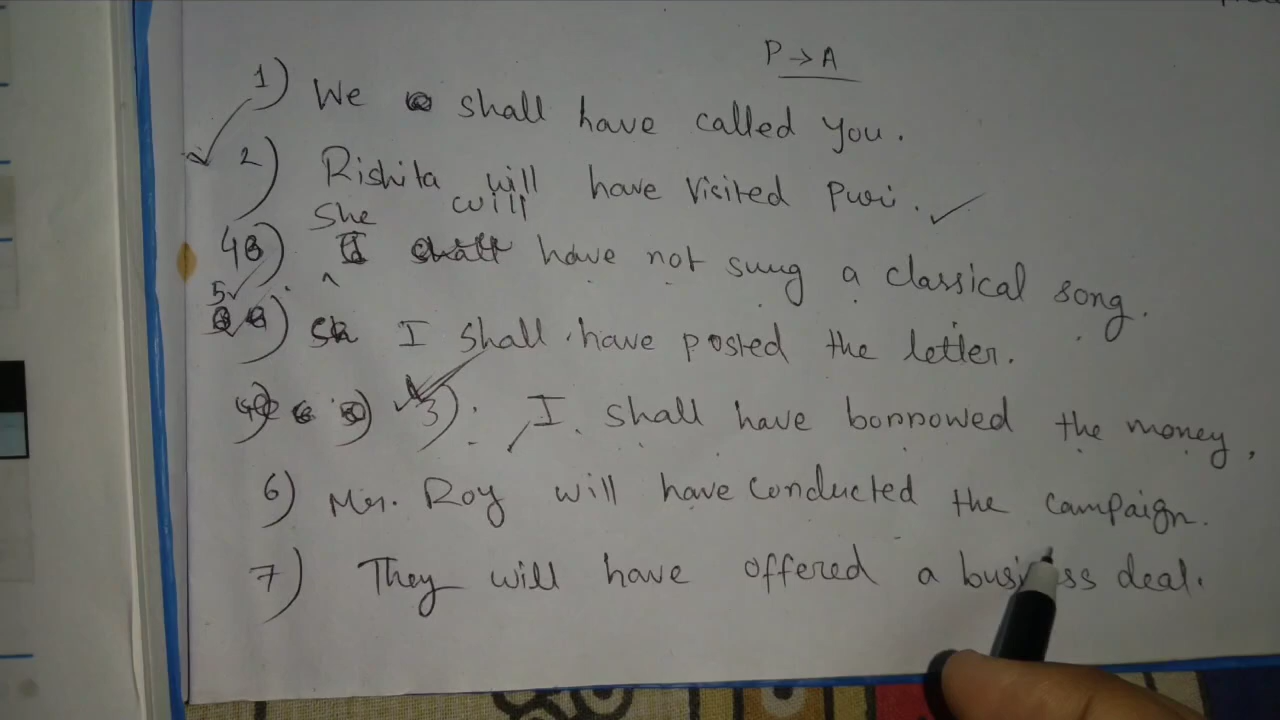 P → A
1) We shall have called you.
2) Rishita will have visited Puri.
She will
4) have not sung a classical song.
5) I shall have posted the letter.
3) I shall have borrowed the money,
6) Mr. Roy will have conducted the campaign.
7) They will have offered a business deal.